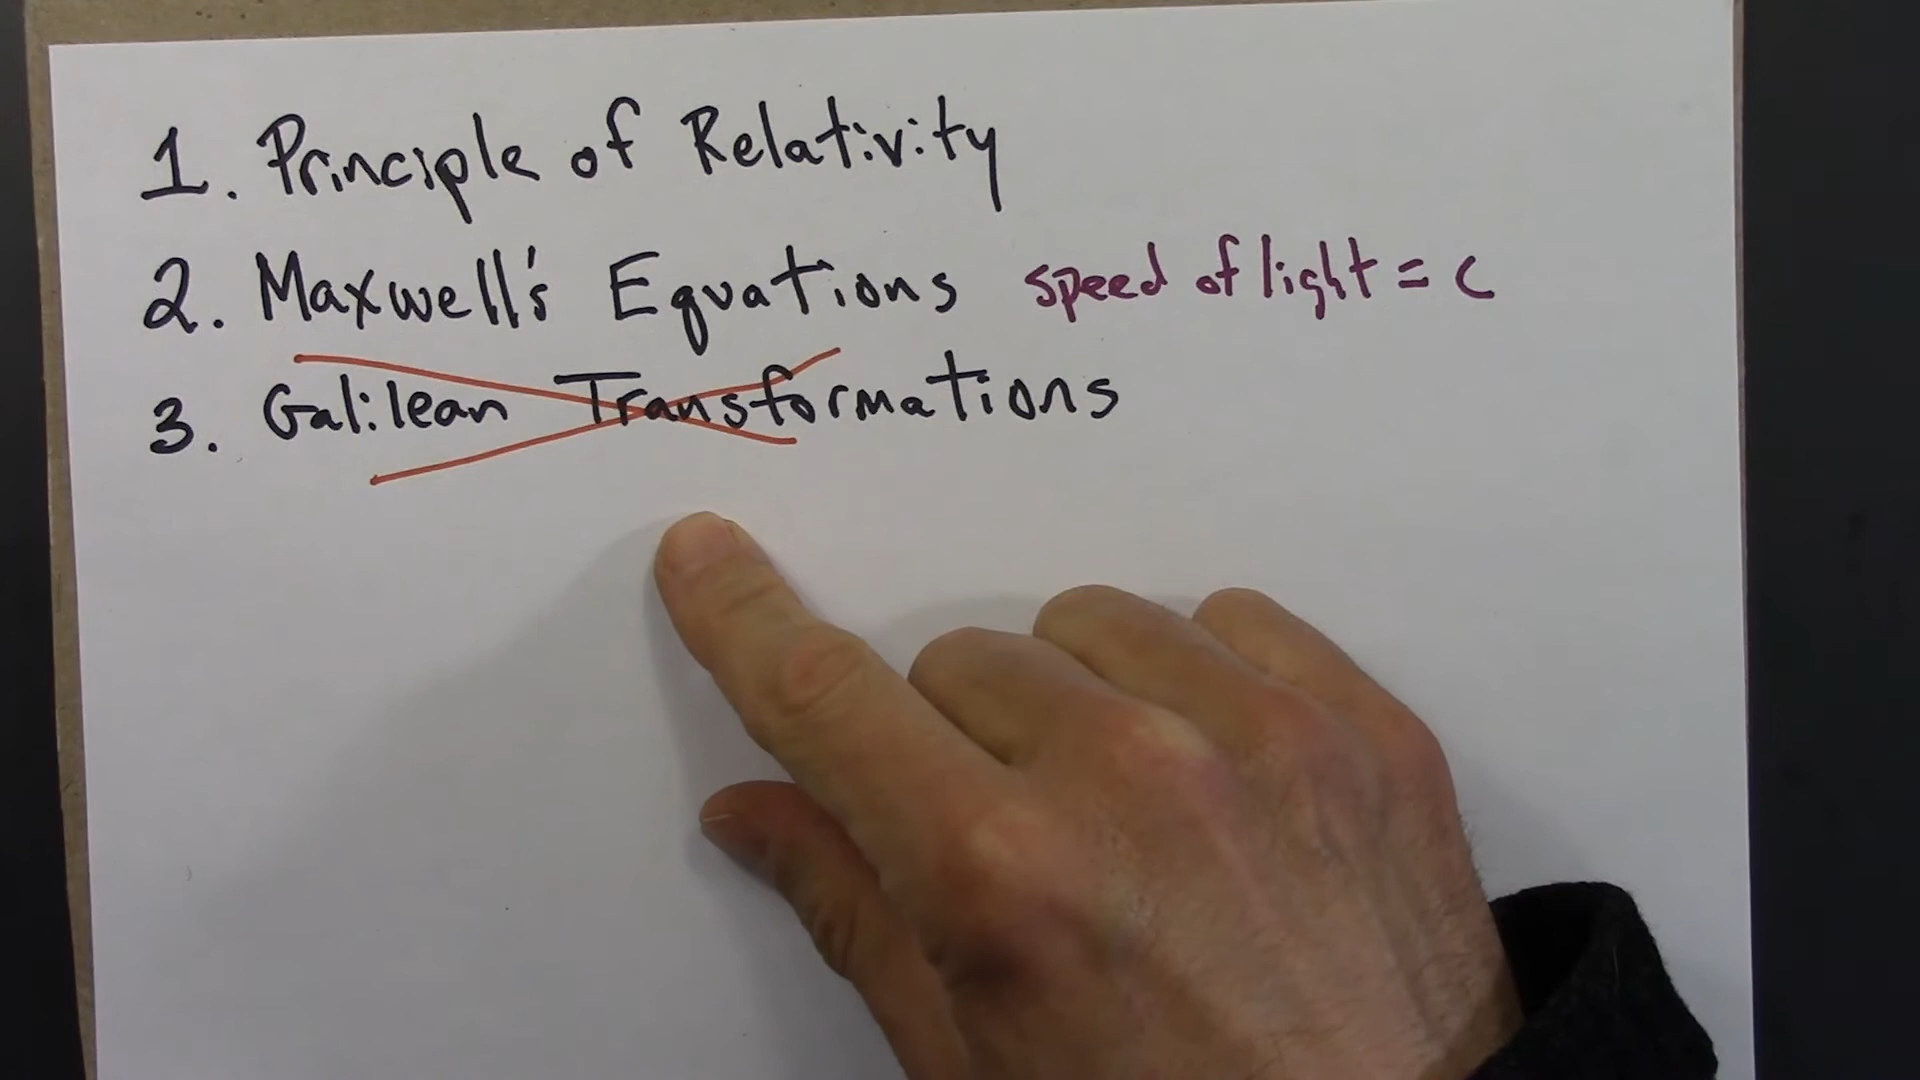 1. Principle of Relativity
2. Maxwell's Equations speed of light = c
3. Galilean Transformations